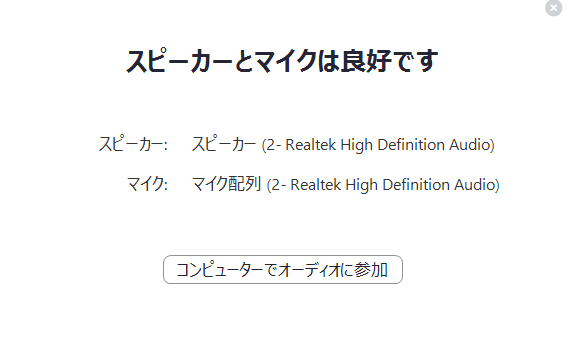 スピーカーとマイクは良好です
スピーカー: スピーカー (2- Realtek High Definition Audio)
マイク: マイク配列 (2- Realtek High Definition Audio)
コンピューターでオーディオに参加